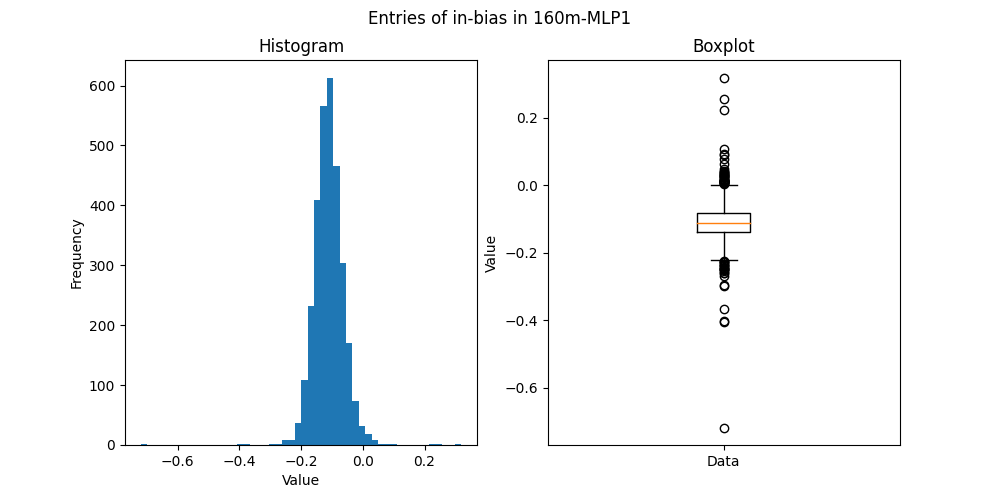 Entries of in-bias in 160m-MLP1
Histogram
Frequency
600
500
400
300
200
100
0
−0.6 −0.4 −0.2 0.0 0.2
Value
Boxplot
Value
0.2
0.0
−0.2
−0.4
−0.6
Data